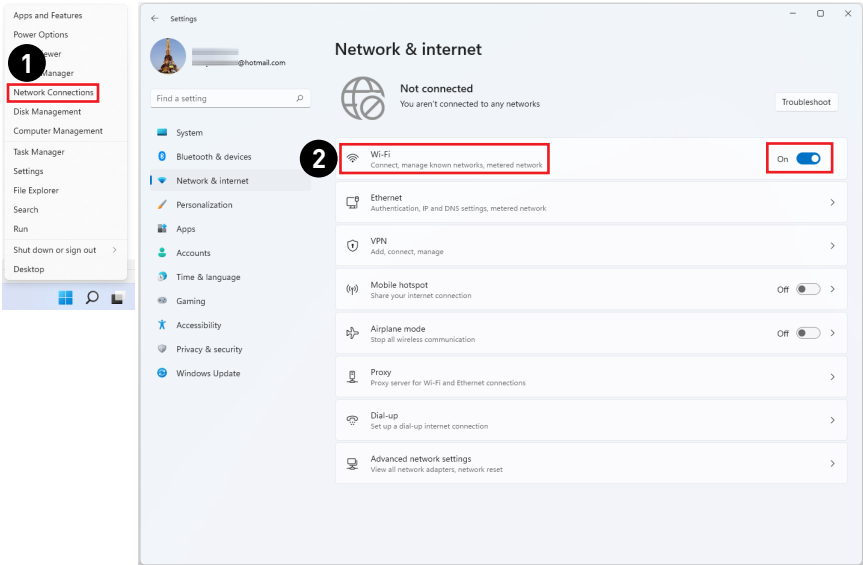 Apps and Features
Power Options
ewer
1
Manager
Network Connections
Disk Management
Computer Management
Task Manager
Settings
File Explorer
Search
Run
Shut down or sign out
Desktop
Settings
@hotmail.com
Find a setting
System
Bluetooth & devices
Network & internet
Personalization
Apps
Accounts
Time & language
Gaming
Accessibility
Privacy & security
Windows Update
Network & internet
Not connected
You aren't connected to any networks
Troubleshoot
2
Wi-Fi
Connect, manage known networks, metered network
On
Ethernet
Authentication, IP and DNS settings, metered network
VPN
Add, connect, manage
Mobile hotspot
Share your internet connection
Off
Airplane mode
Stop all wireless communication
Off
Proxy
Proxy server for Wi-Fi and Ethernet connections
Dial-up
Set up a dial-up internet connection
Advanced network settings
View all network adapters, network reset